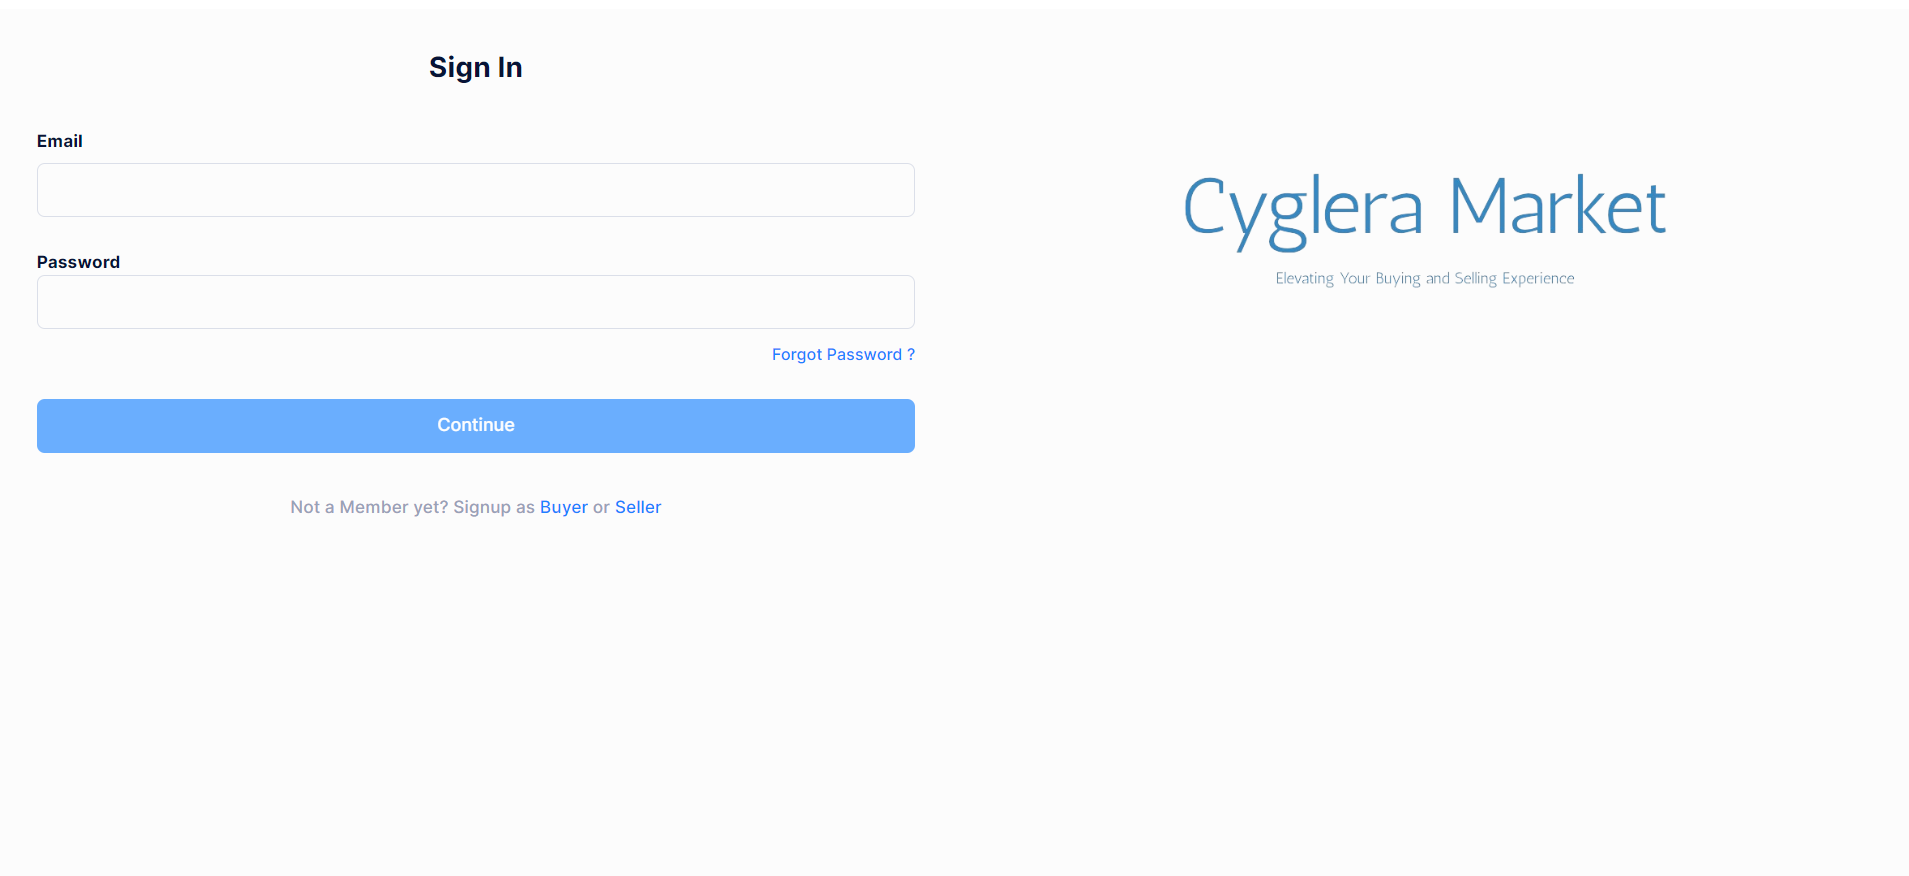 Sign In
Email
Password
Forgot Password ?
Continue
Not a Member yet? Signup as Buyer or Seller
Cyglera Market
Elevating Your Buying and Selling Experience